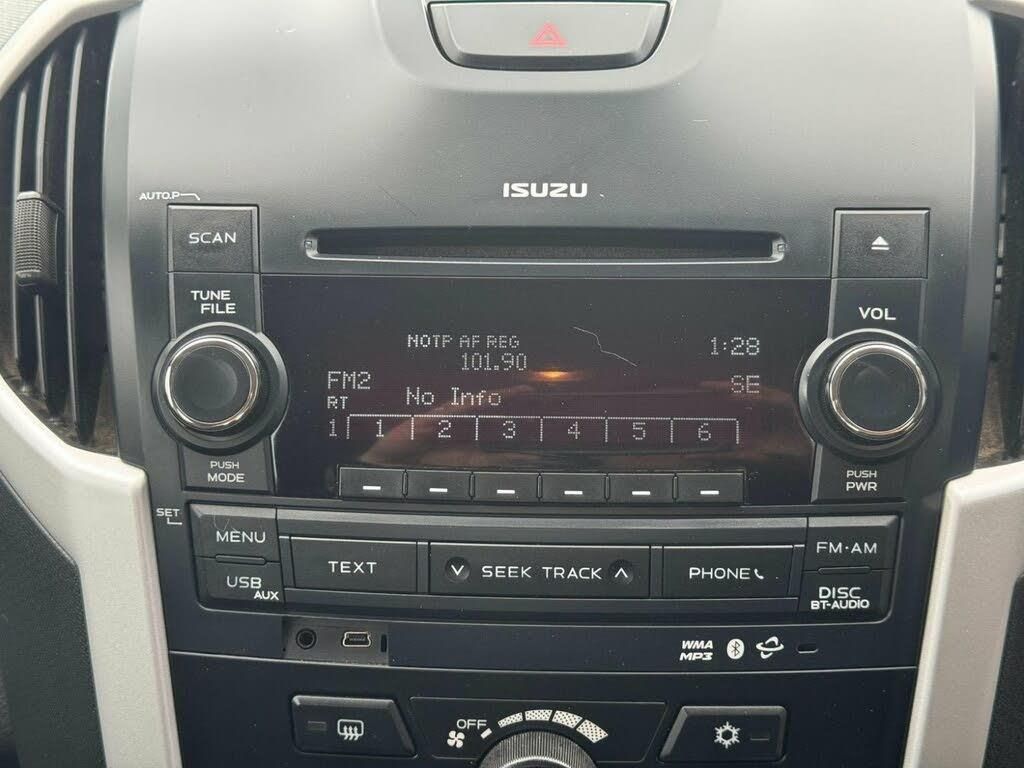 ISUZU
AUTO.P
SCAN
TUNE
FILE
VOL
NOTP AF REG
101.90
1:28
FM2
No Info
SE
RT
1 1 2 3 4 5 6
PUSH
MODE
PUSH
PWR
SET
MENU
USB
AUX
TEXT
SEEK TRACK
PHONE
FM·AM
DISC
BT-AUDIO
WMA
MP3
OFF